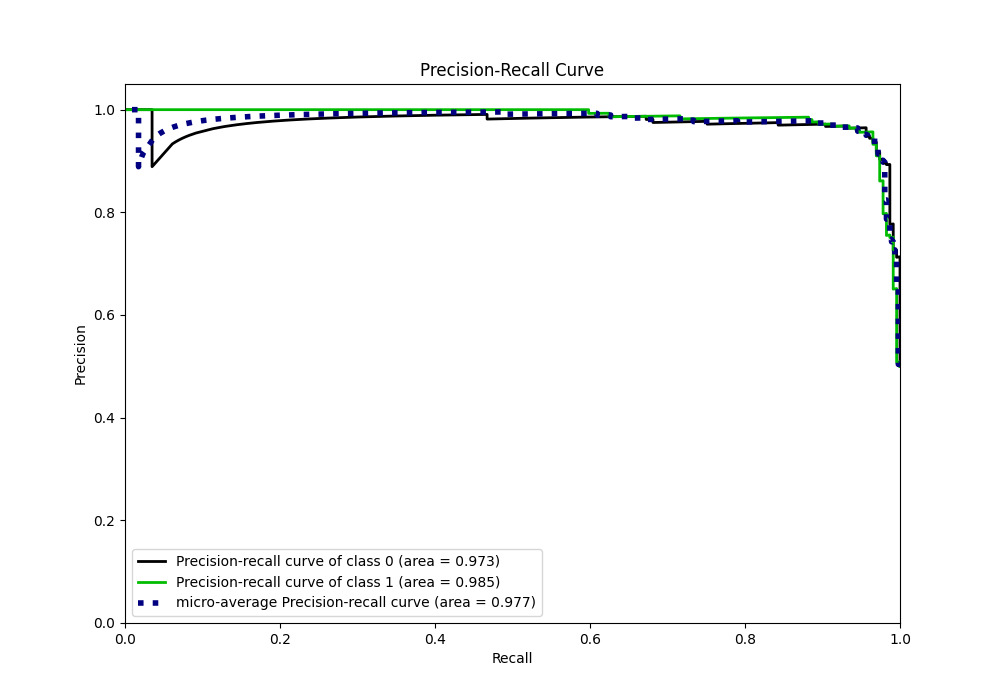 Precision-Recall Curve
1.0
0.8
0.6
0.4
0.2
0.0
Precision
Precision-recall curve of class 0 (area = 0.973)
Precision-recall curve of class 1 (area = 0.985)
micro-average Precision-recall curve (area = 0.977)
0.0 0.2 0.4 0.6 0.8 1.0
Recall